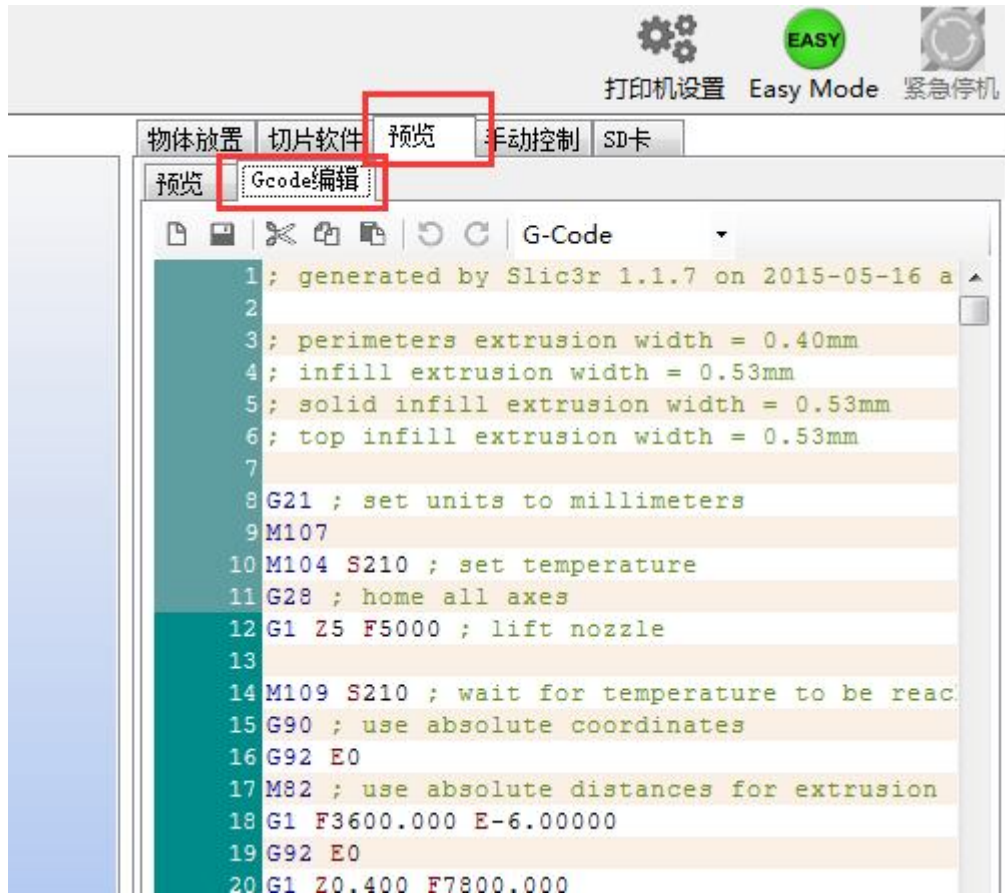 打印机设置 Easy Mode 紧急停机
EASY
物体放置 切片软件 预览 手动控制 SD卡
预览 Gcode编辑
G-Code
1 ; generated by Slic3r 1.1.7 on 2015-05-16 a
2
3 ; perimeters extrusion width = 0.40mm
4 ; infill extrusion width = 0.53mm
5 ; solid infill extrusion width = 0.53mm
6 ; top infill extrusion width = 0.53mm
7
8 G21 ; set units to millimeters
9 M107
10 M104 S210 ; set temperature
11 G28 ; home all axes
12 G1 Z5 F5000 ; lift nozzle
13
14 M109 S210 ; wait for temperature to be reac
15 G90 ; use absolute coordinates
16 G92 E0
17 M82 ; use absolute distances for extrusion
18 G1 F3600.000 E-6.00000
19 G92 E0
20 G1 Z0.400 F7800.000